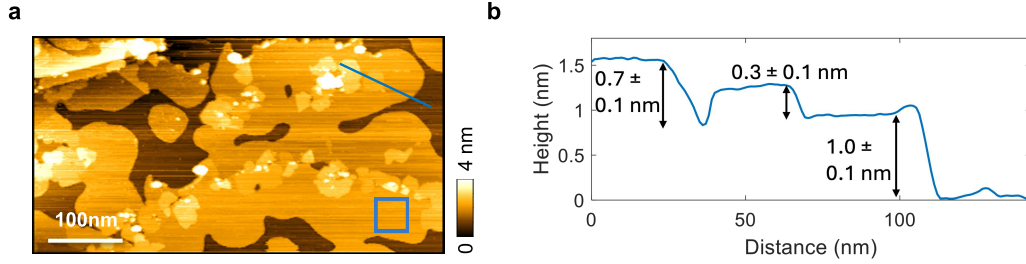 a
100nm
0 4 nm
b
Height (nm)
1.5
1
0.5
0
0.7 ±
0.1 nm
0.3 ± 0.1 nm
1.0 ±
0.1 nm
0 50 100
Distance (nm)